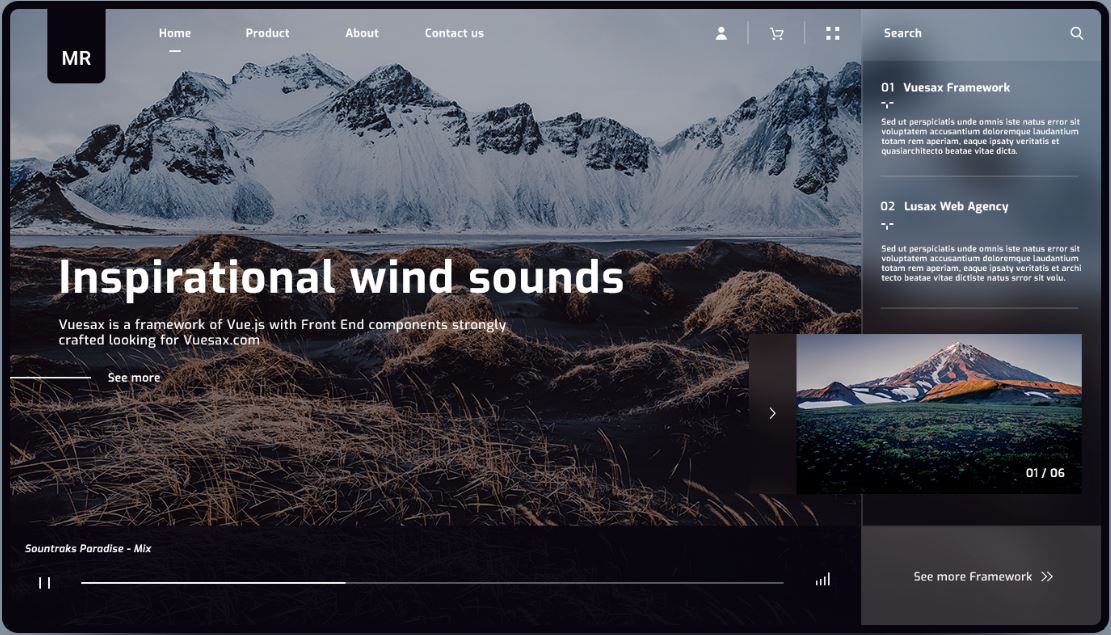 MR
Home
Product
About
Contact us
Search
Inspirational wind sounds
Vuesax is a framework of Vue.js with Front End components strongly
crafted looking for Vuesax.com
See more
01 Vuesax Framework
Sed ut perspiciatis unde omnis iste natus error sit
voluptatem accusantium doloremque laudantium
totam rem aperiam, eaque ipsaty veritatis et
quasiarchitecto beatae vitae dicta.
02 Lusax Web Agency
Sed ut perspiciatis unde omnis iste natus error sit
voluptatem accusantium doloremque laudantium
totam rem aperiam, eaque ipsaty veritatis et archi
tecto beatae vitae dictiste natus srror sit volu.
01 / 06
Sountraks Paradise - Mix
See more Framework